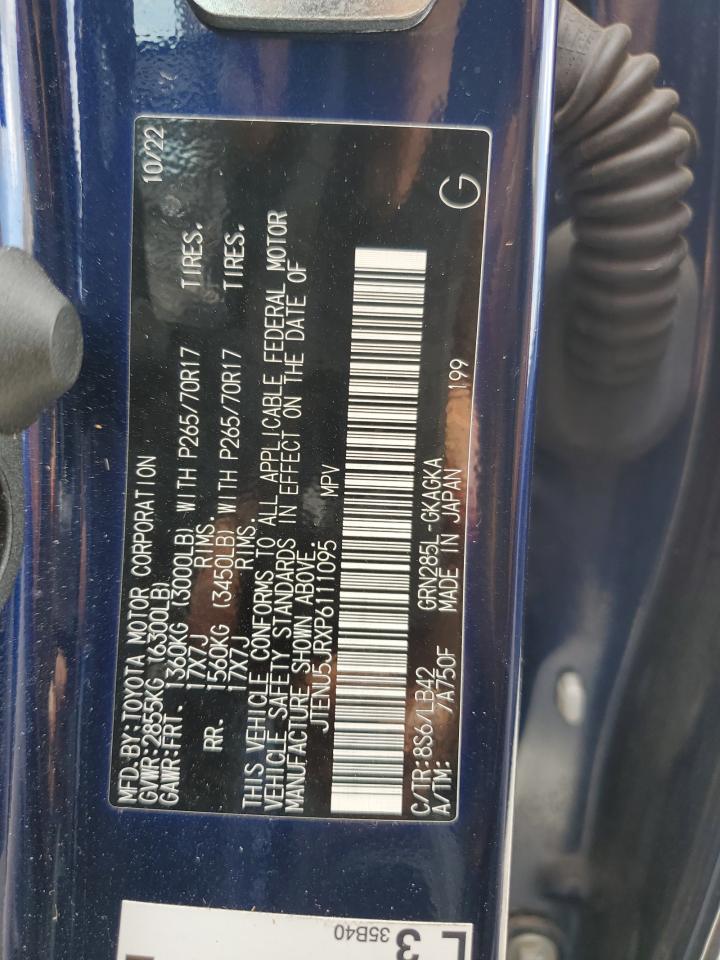 MFD.BY:TOYOTA MOTOR CORPORATION 10/22
GVWR:2855KG (6300LB)
GAWR:FRT. 1360KG (3000LB) WITH P265/70R17 TIRES.
17X7J RIMS.
RR. 1560KG (3450LB) WITH P265/70R17 TIRES.
17X7J RIMS.
THIS VEHICLE CONFORMS TO ALL APPLICABLE FEDERAL MOTOR
VEHICLE SAFETY STANDARDS IN EFFECT ON THE DATE OF
MANUFACTURE SHOWN ABOVE.
JTENU5JRXP6111095 MPV
C/TR:8S6/LB42 GRN285L-GKAGKA 199
A/TM: /A750F MADE IN JAPAN
G
L3
35B40